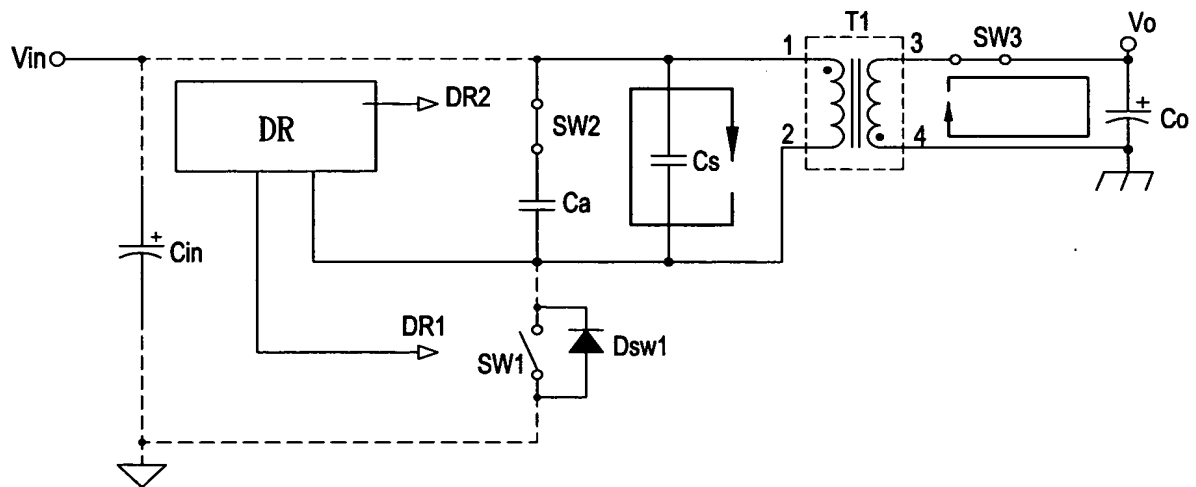 T1
Vo
Vin
1
3
SW3
DR2
DR
SW2
+
Co
2
4
Cs
Ca
+
Cin
DR1
SW1
Dsw1